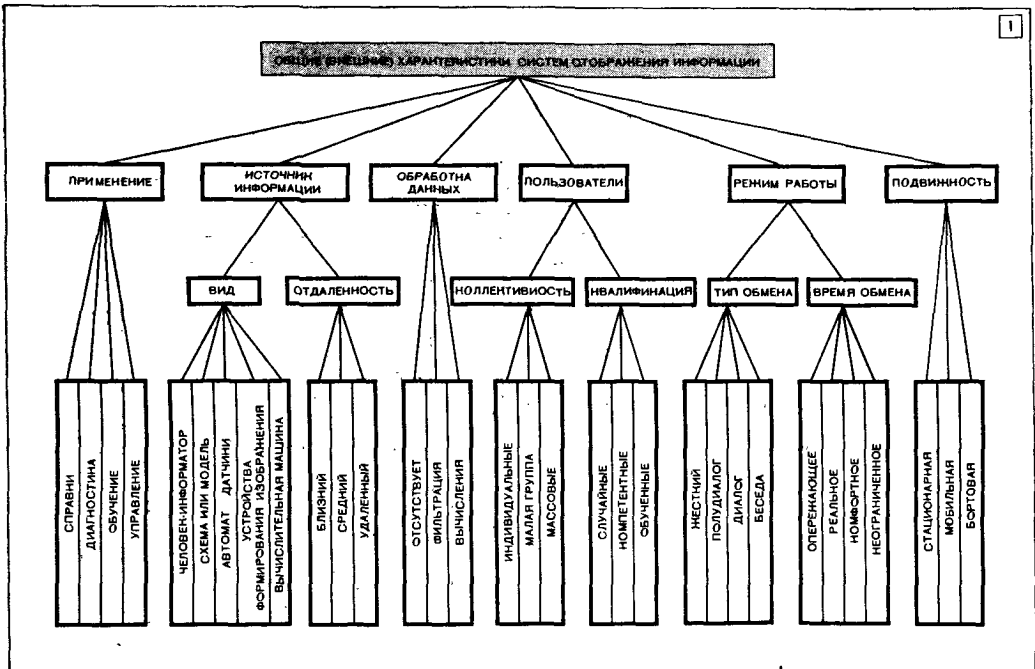 1
ОБЩИЕ (ВНЕШНИЕ) ХАРАКТЕРИСТИКИ СИСТЕМ ОТОБРАЖЕНИЯ ИНФОРМАЦИИ
ПРИМЕНЕНИЕ
ИСТОЧНИК
ИНФОРМАЦИИ
ОБРАБОТКА
ДАННЫХ
ПОЛЬЗОВАТЕЛИ
РЕЖИМ РАБОТЫ
ПОДВИЖНОСТЬ
ВИД
ОТДАЛЕННОСТЬ
КОЛЛЕКТИВНОСТЬ
КВАЛИФИКАЦИЯ
ТИП ОБМЕНА
ВРЕМЯ ОБМЕНА
СПРАВКИ
ДИАГНОСТИКА
ОБУЧЕНИЕ
УПРАВЛЕНИЕ
ЧЕЛОВЕК-ИНФОРМАТОР
СХЕМА ИЛИ МОДЕЛЬ
АВТОМАТ ДАТЧИКИ
УСТРОЙСТВА
ФОРМИРОВАНИЯ ИЗОБРАЖЕНИЯ
ВЫЧИСЛИТЕЛЬНАЯ МАШИНА
БЛИЗКИЙ
СРЕДНИЙ
УДАЛЕННЫЙ
ОТСУТСТВУЕТ
ФИЛЬТРАЦИЯ
ВЫЧИСЛЕНИЯ
ИНДИВИДУАЛЬНЫЕ
МАЛАЯ ГРУППА
МАССОВЫЕ
СЛУЧАЙНЫЕ
КОМПЕТЕНТНЫЕ
ОБУЧЕННЫЕ
ЖЕСТКИЙ
ПОЛУДИАЛОГ
ДИАЛОГ
БЕСЕДА
ОПЕРЕЖАЮЩЕЕ
РЕАЛЬНОЕ
КОМФОРТНОЕ
НЕОГРАНИЧЕННОЕ
СТАЦИОНАРНАЯ
МОБИЛЬНАЯ
БОРТОВАЯ